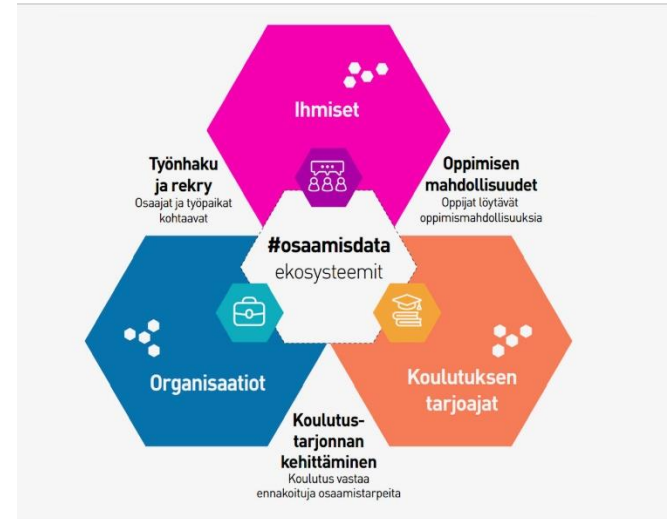 Ihmiset
Työnhaku
ja rekry
Osaajat ja työpaikat
kohtaavat
Oppimisen
mahdollisuudet
Oppijat löytävät
oppimismahdollisuuksia
#osaamisdata
ekosysteemit
Organisaatiot
Koulutuksen
tarjoajat
Koulutus-
tarjonnan
kehittäminen
Koulutus vastaa
ennakoituja osaamistarpeita